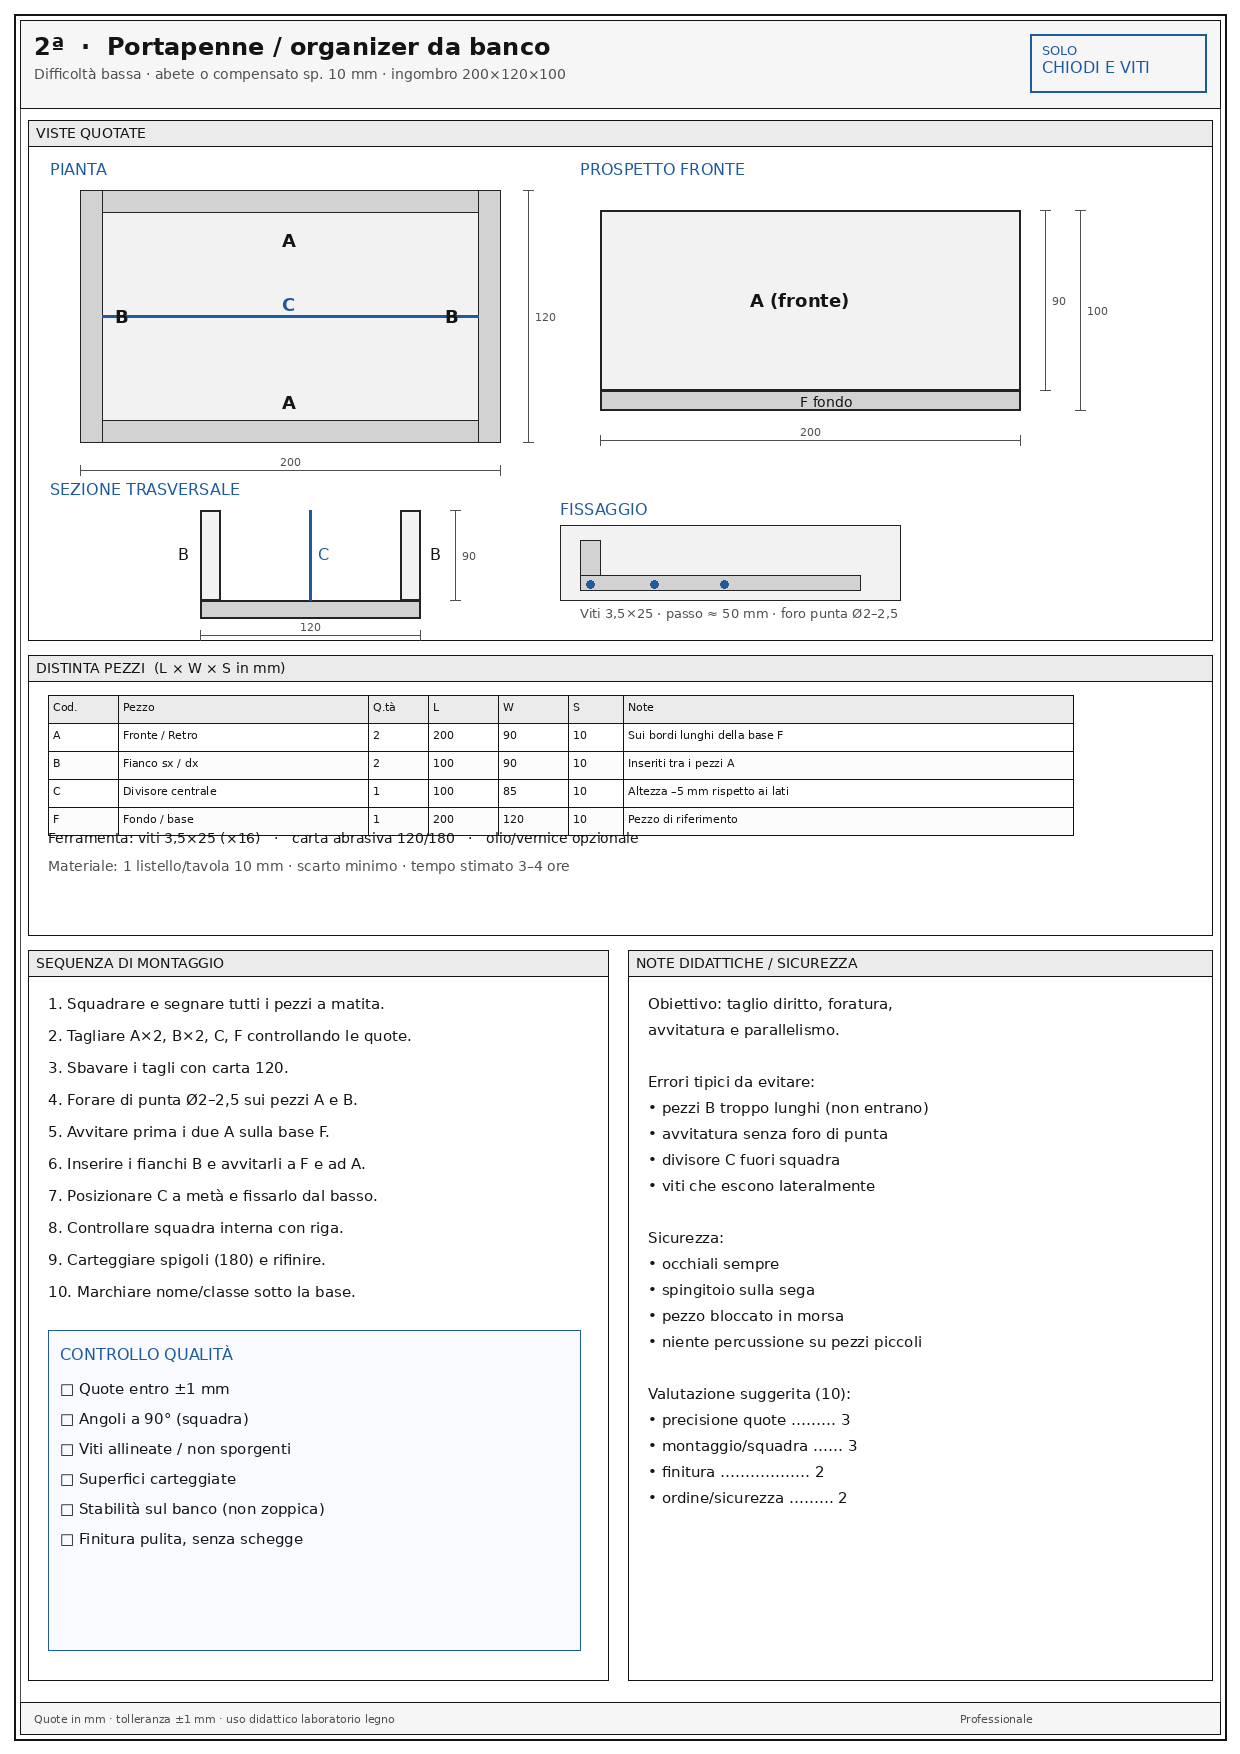 2ª · Portapenne / organizer da banco
Difficoltà bassa · abete o compensato sp. 10 mm · ingombro 200×120×100
SOLO
CHIODI E VITI
VISTE QUOTATE
PIANTA
A
C
B
B
A
120
200
PROSPETTO FRONTE
A (fronte)
F fondo
90
100
200
SEZIONE TRASVERSALE
B
C
B
90
120
FISSAGGIO
Viti 3,5×25 · passo ≈ 50 mm · foro punta Ø2–2,5
DISTINTA PEZZI (L × W × S in mm)
Cod. Pezzo Q.tà L W S Note
A Fronte / Retro 2 200 90 10 Sui bordi lunghi della base F
B Fianco sx / dx 2 100 90 10 Inseriti tra i pezzi A
C Divisore centrale 1 100 85 10 Altezza –5 mm rispetto ai lati
F Fondo / base 1 200 120 10 Pezzo di riferimento
Ferramenta: viti 3,5×25 (×16) · carta abrasiva 120/180 · olio/vernice opzionale
Materiale: 1 listello/tavola 10 mm · scarto minimo · tempo stimato 3–4 ore
SEQUENZA DI MONTAGGIO
1. Squadrare e segnare tutti i pezzi a matita.
2. Tagliare A×2, B×2, C, F controllando le quote.
3. Sbavare i tagli con carta 120.
4. Forare di punta Ø2–2,5 sui pezzi A e B.
5. Avvitare prima i due A sulla base F.
6. Inserire i fianchi B e avvitarli a F e ad A.
7. Posizionare C a metà e fissarlo dal basso.
8. Controllare squadra interna con riga.
9. Carteggiare spigoli (180) e rifinire.
10. Marchiare nome/classe sotto la base.
CONTROLLO QUALITÀ
□ Quote entro ±1 mm
□ Angoli a 90° (squadra)
□ Viti allineate / non sporgenti
□ Superfici carteggiate
□ Stabilità sul banco (non zoppica)
□ Finitura pulita, senza schegge
NOTE DIDATTICHE / SICUREZZA
Obiettivo: taglio diritto, foratura,
avvitatura e parallelismo.
Errori tipici da evitare:
• pezzi B troppo lunghi (non entrano)
• avvitatura senza foro di punta
• divisore C fuori squadra
• viti che escono lateralmente
Sicurezza:
• occhiali sempre
• spingitoio sulla sega
• pezzo bloccato in morsa
• niente percussione su pezzi piccoli
Valutazione suggerita (10):
• precisione quote ......... 3
• montaggio/squadra ...... 3
• finitura .................. 2
• ordine/sicurezza ......... 2
Quote in mm · tolleranza ±1 mm · uso didattico laboratorio legno
Professionale